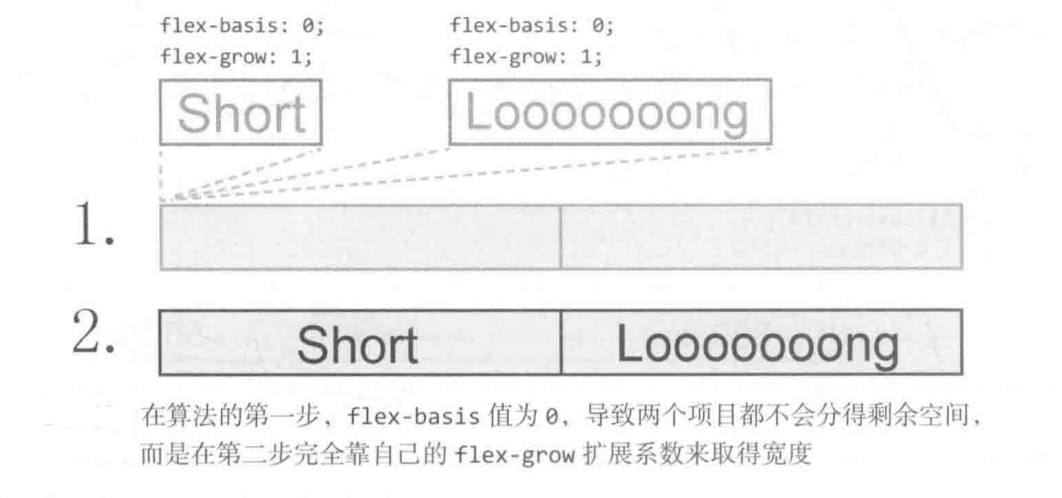 flex-basis: 0; flex-basis: 0;
flex-grow: 1; flex-grow: 1;
Short Looooooong
1.
2. Short Looooooong
在算法的第一步，flex-basis 值为 0，导致两个项目都不会分得剩余空间，
而是在第二步完全靠自己的 flex-grow 扩展系数来取得宽度